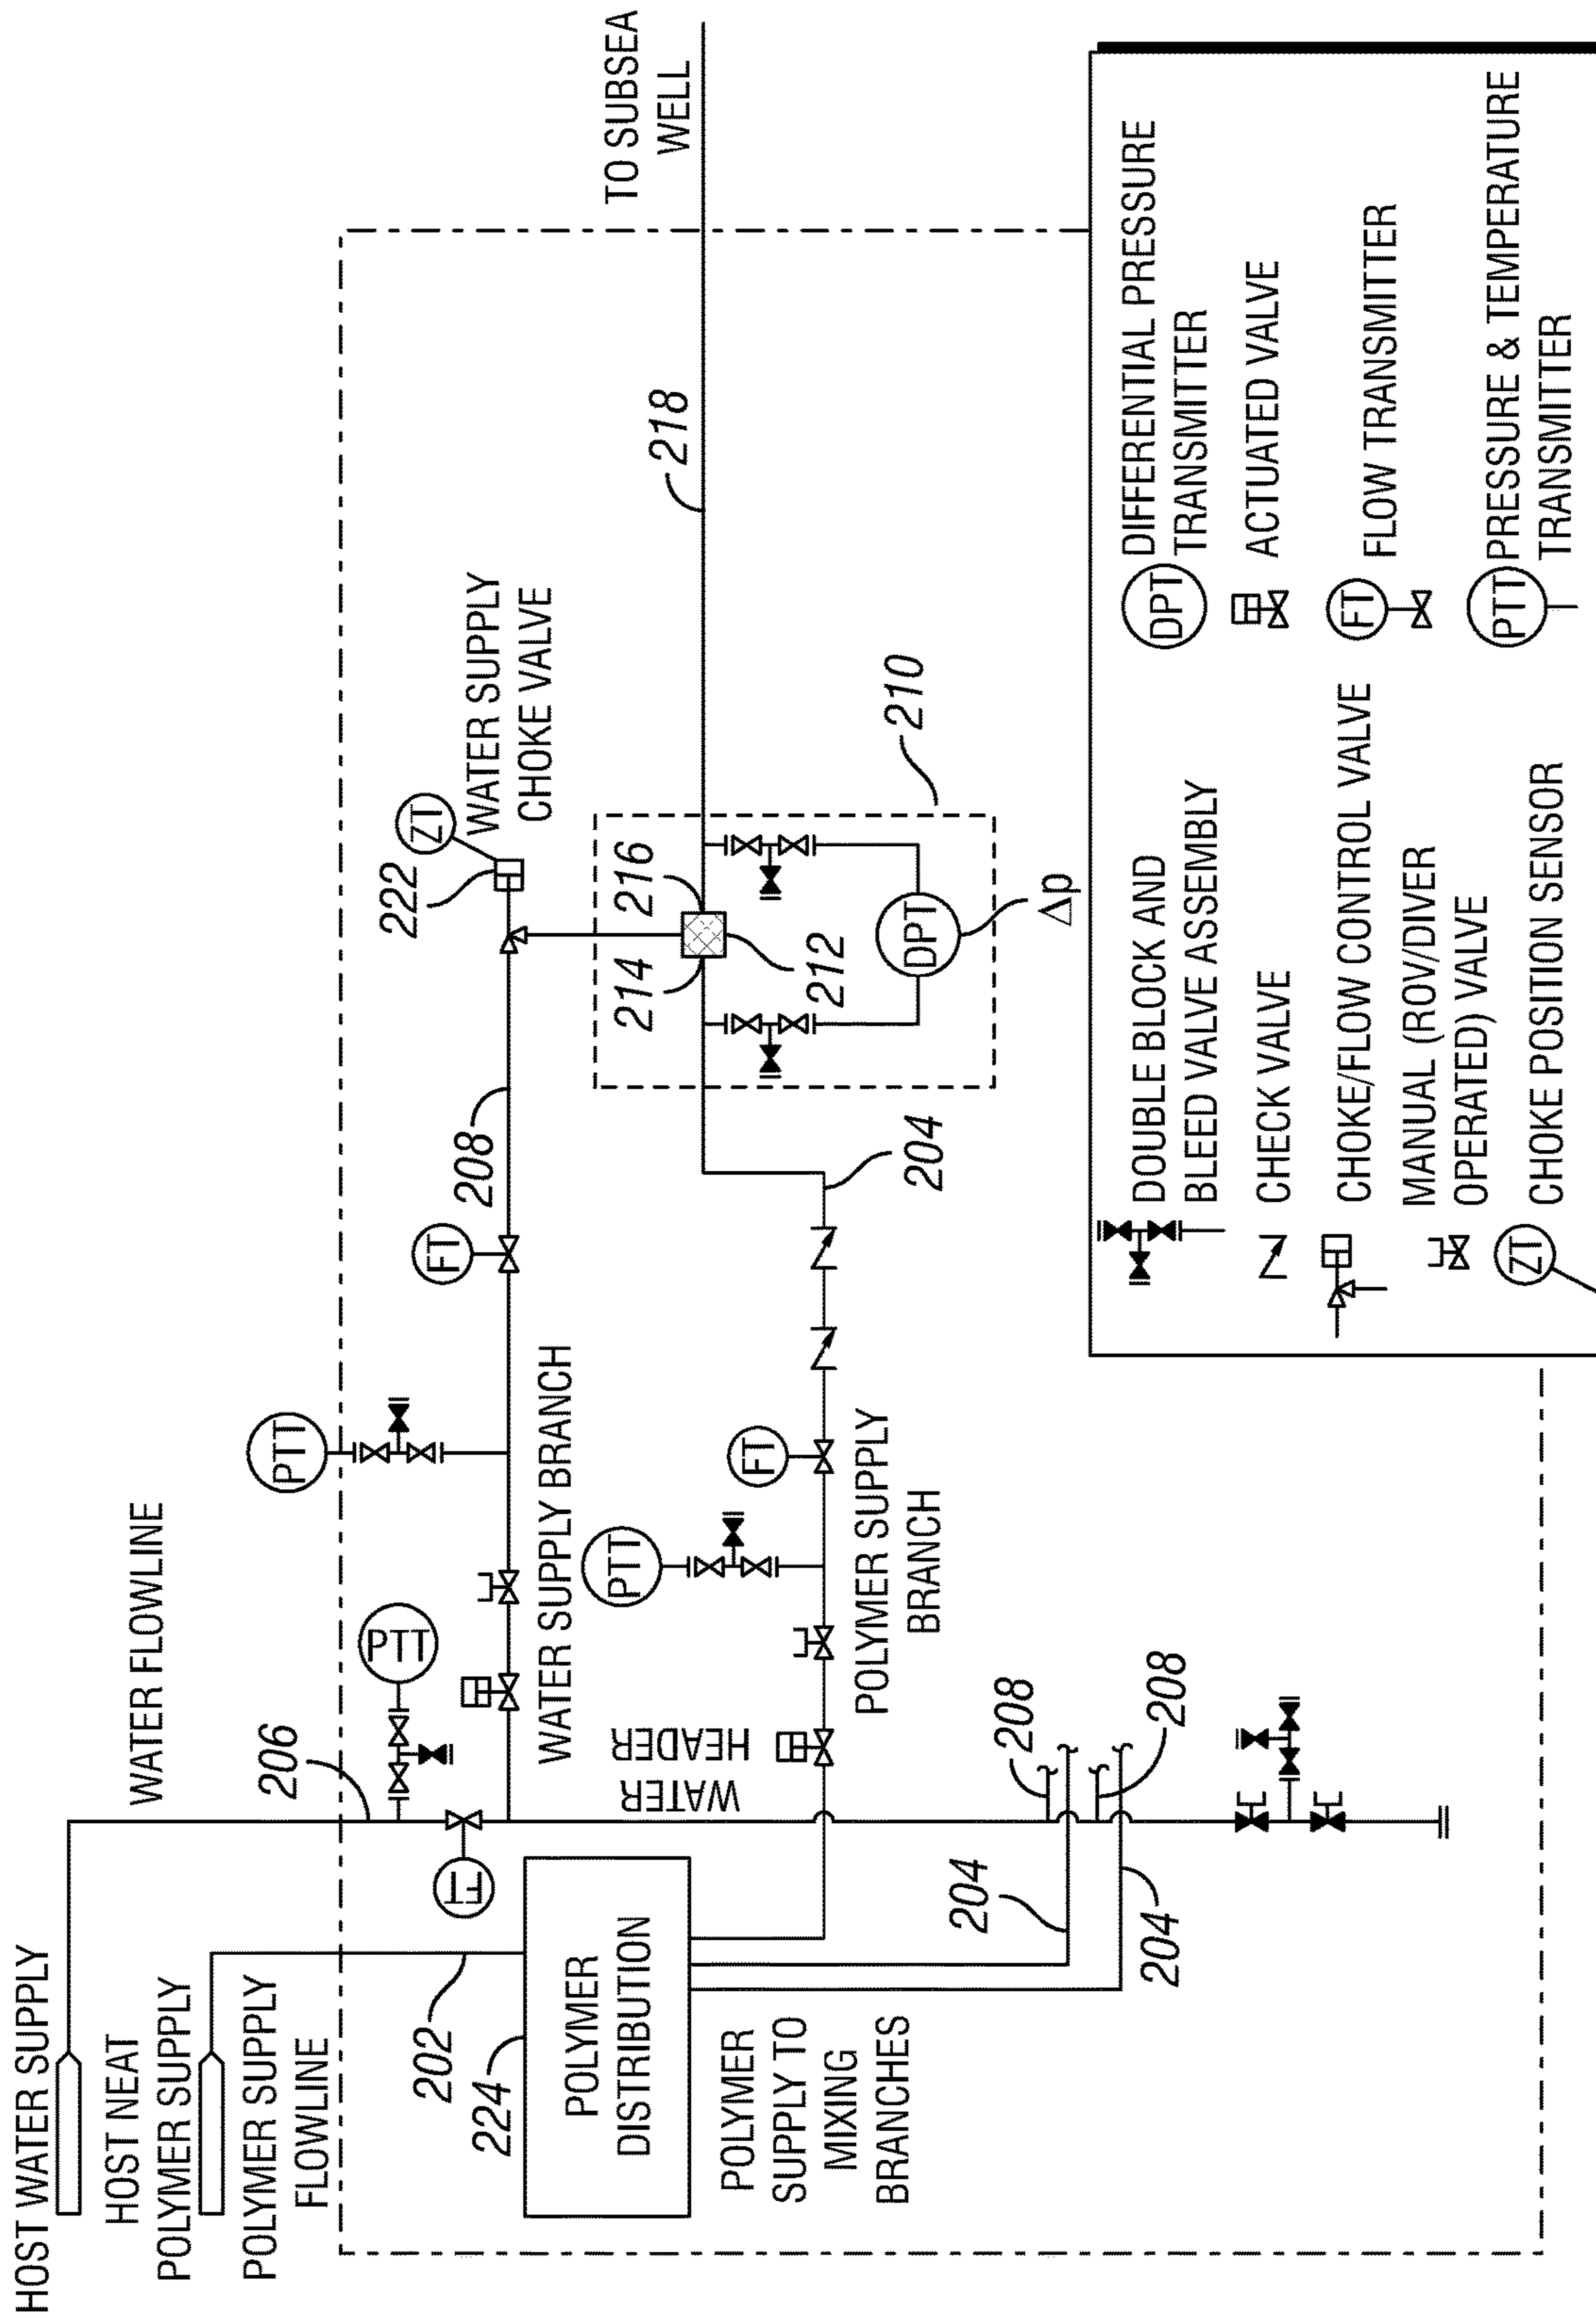 HOST WATER SUPPLY
HOST NEAT
POLYMER SUPPLY
POLYMER SUPPLY
FLOWLINE
WATER FLOWLINE
206
202
224
POLYMER
DISTRIBUTION
POLYMER
SUPPLY TO
MIXING
BRANCHES
FT
PTT
PTT
WATER SUPPLY BRANCH
WATER
HEADER
FT
208
222
ZT
WATER SUPPLY
CHOKE VALVE
PTT
FT
POLYMER SUPPLY
BRANCH
204
214
216
212
DPT
Δp
210
218
TO SUBSEA
WELL
208
208
204
204
DOUBLE BLOCK AND
BLEED VALVE ASSEMBLY
CHECK VALVE
CHOKE/FLOW CONTROL VALVE
MANUAL (ROV/DIVER
OPERATED) VALVE
ZT
CHOKE POSITION SENSOR
DPT
DIFFERENTIAL PRESSURE
TRANSMITTER
ACTUATED VALVE
FT
FLOW TRANSMITTER
PTT
PRESSURE & TEMPERATURE
TRANSMITTER